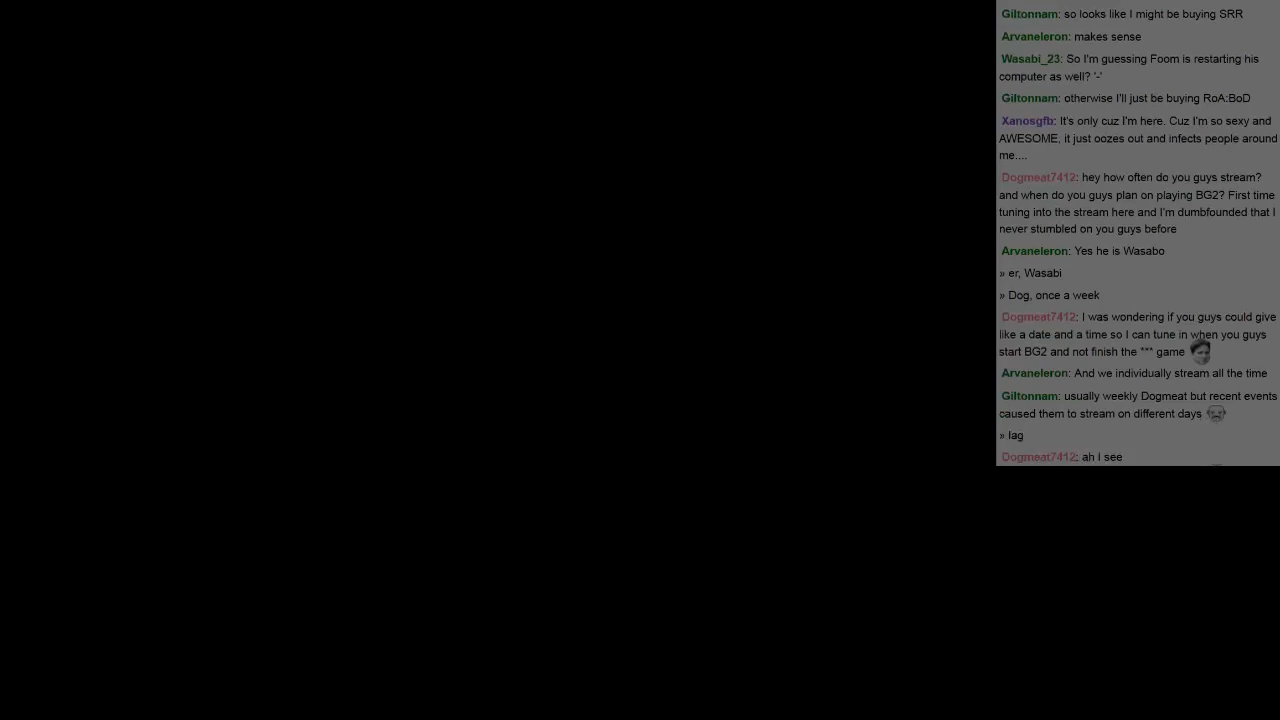 Giltonnam: so looks like I might be buying SRR
Arvaneleron: makes sense
Wasabi_23: So I'm guessing Foom is restarting his
computer as well? '-'
Giltonnam: otherwise I'll just be buying RoA:BoD
Xanosgfb: It's only cuz I'm here. Cuz I'm so sexy and
AWESOME, it just oozes out and infects people around
me....
Dogmeat7412: hey how often do you guys stream?
and when do you guys plan on playing BG2? First time
tuning into the stream here and I'm dumbfounded that I
never stumbled on you guys before
Arvaneleron: Yes he is Wasabo
» er, Wasabi
» Dog, once a week
Dogmeat7412: I was wondering if you guys could give
like a date and a time so I can tune in when you guys
start BG2 and not finish the *** game
Arvaneleron: And we individually stream all the time
Giltonnam: usually weekly Dogmeat but recent events
caused them to stream on different days
» lag
Dogmeat7412: ah I see